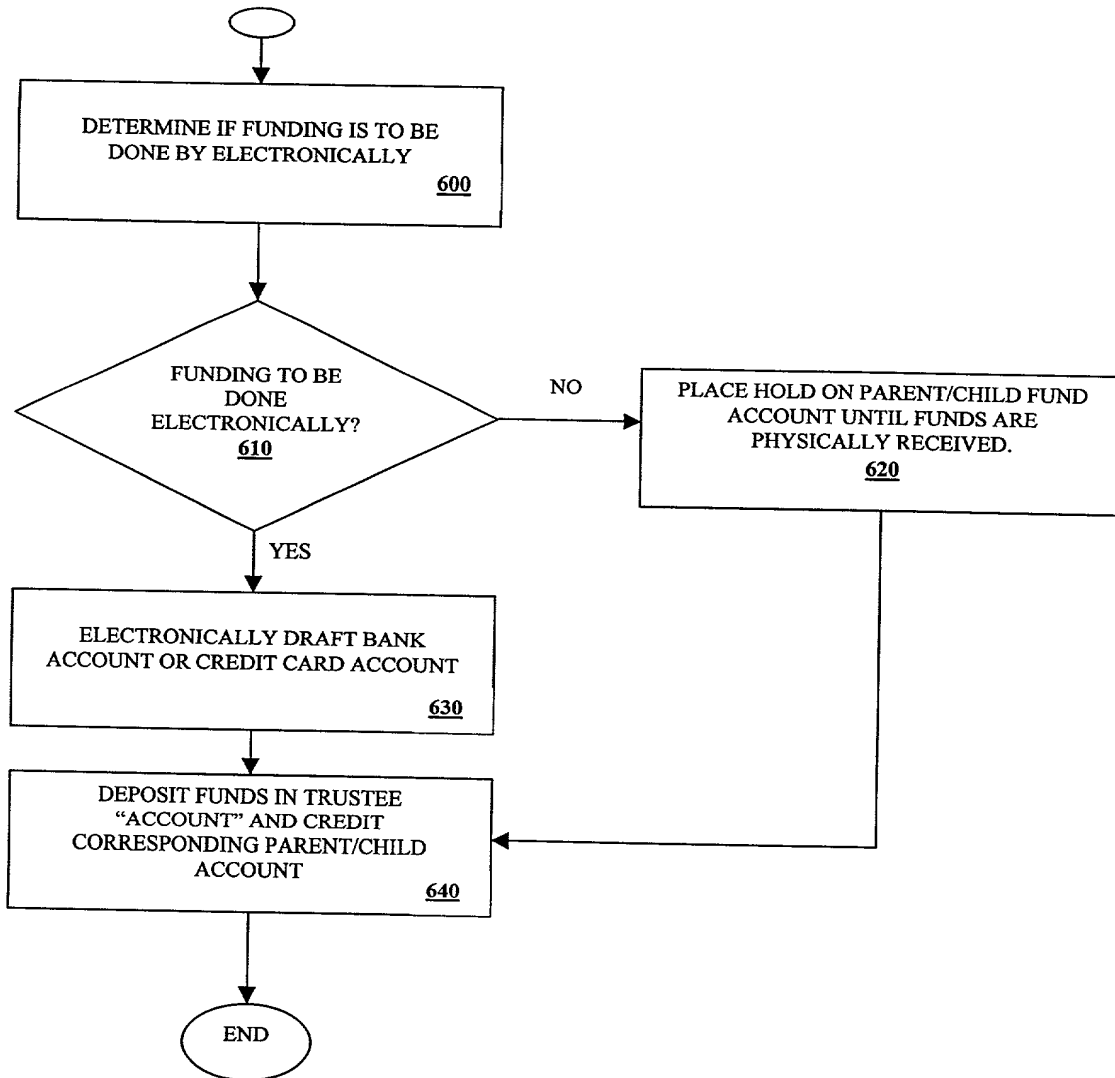 DETERMINE IF FUNDING IS TO BE
DONE BY ELECTRONICALLY
600
FUNDING TO BE
DONE
ELECTRONICALLY?
610
NO
PLACE HOLD ON PARENT/CHILD FUND
ACCOUNT UNTIL FUNDS ARE
PHYSICALLY RECEIVED.
620
YES
ELECTRONICALLY DRAFT BANK
ACCOUNT OR CREDIT CARD ACCOUNT
630
DEPOSIT FUNDS IN TRUSTEE
“ACCOUNT” AND CREDIT
CORRESPONDING PARENT/CHILD
ACCOUNT
640
END